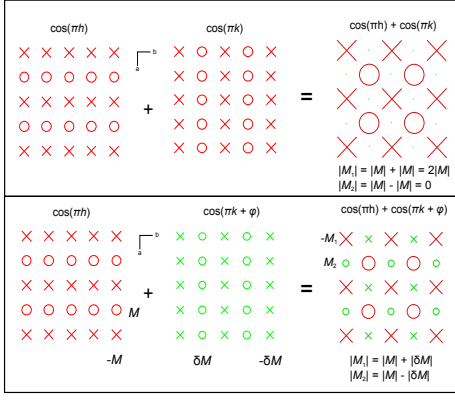 cos(πh)
cos(πk)
cos(πh) + cos(πk)
b
a
+
=
|M₁| = |M| + |M| = 2|M|
|M₂| = |M| - |M| = 0
cos(πh)
cos(πk + φ)
cos(πh) + cos(πk + φ)
b
a
-M₁
M₂
+
=
M
-M
δM
-δM
|M₁| = |M| + |δM|
|M₂| = |M| - |δM|